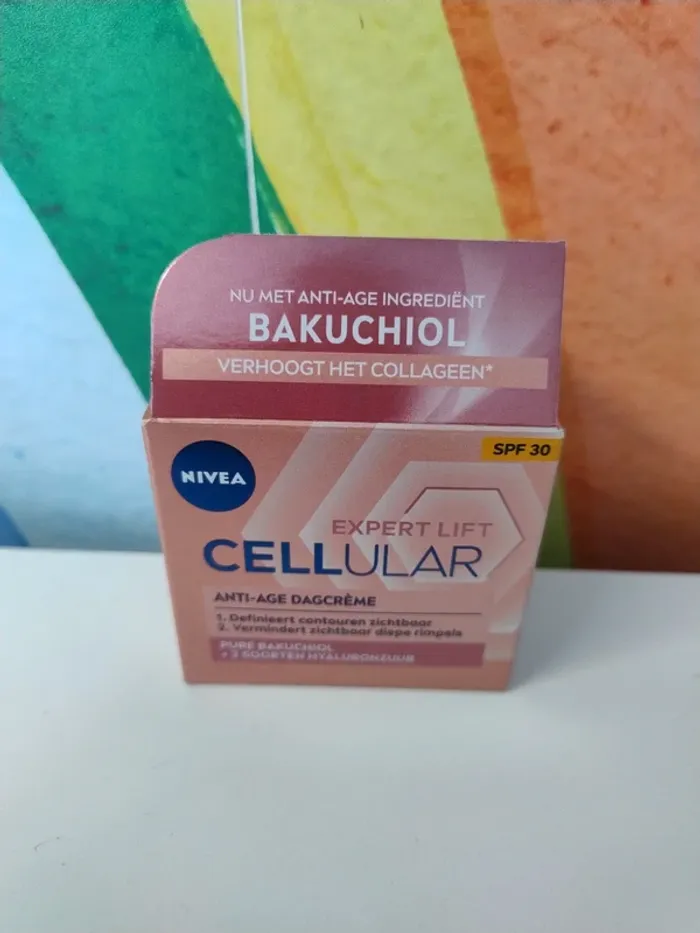 NU MET ANTI-AGE INGREDIËNT
BAKUCHIOL
VERHOOGT HET COLLAGEEN*
SPF 30
NIVEA
EXPERT LIFT
CELLULAR
ANTI-AGE DAGCRÈME
1. Definieert contouren zichtbaar
2. Vermindert zichtbaar diepe rimpels
PURE BAKUCHIOL
+ 2 SOORTEN HYALURONZUUR